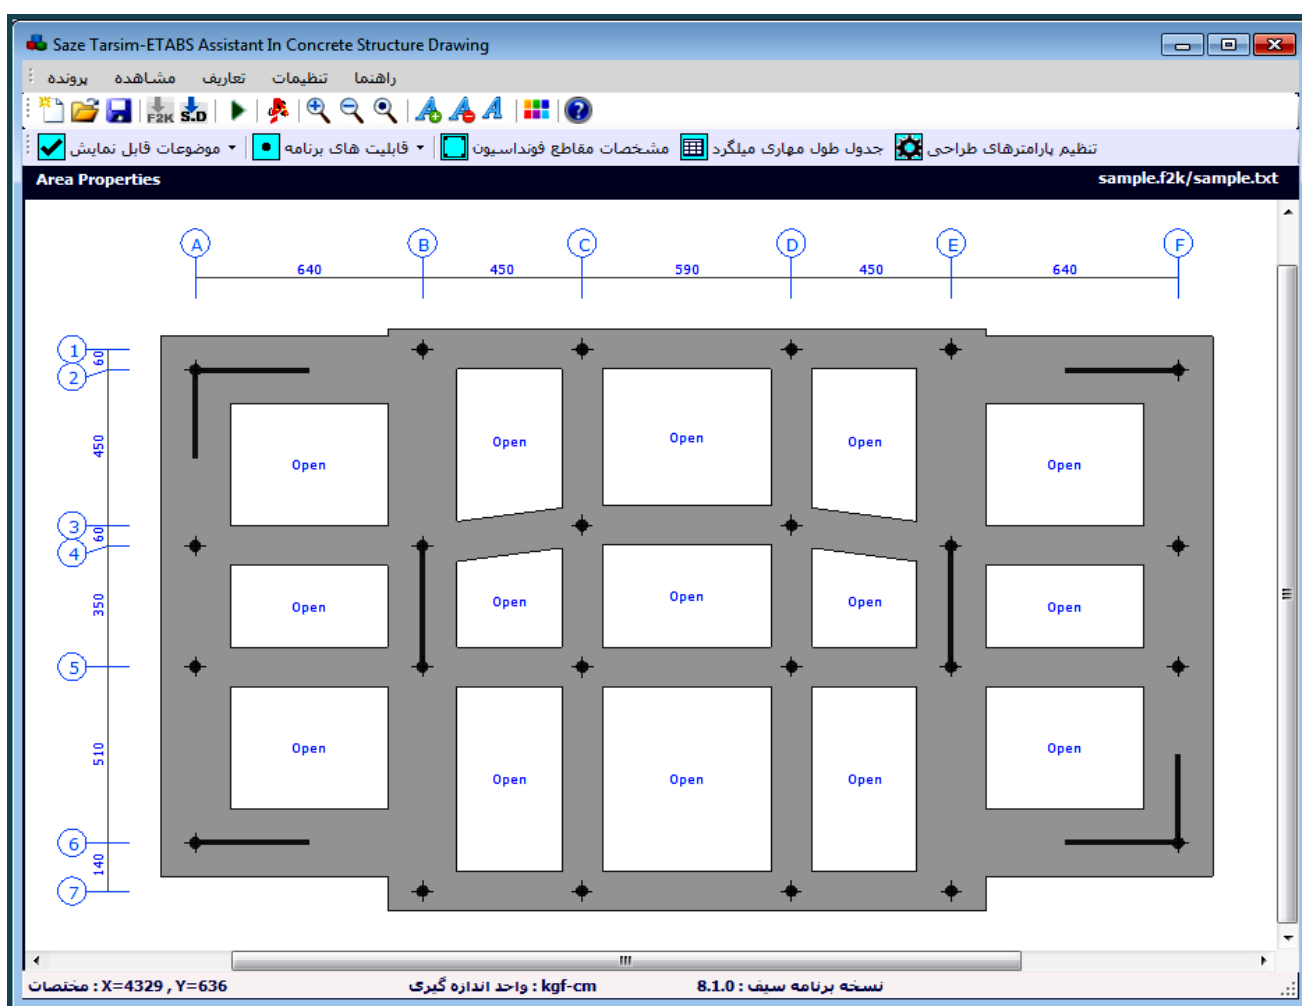 Saze Tarsim-ETABS Assistant In Concrete Structure Drawing
پرونده مشاهده تعاریف تنظیمات راهنما
F2K S.D
موضوعات قابل نمایش قابلیت های برنامه مشخصات مقاطع فونداسیون جدول طول مهاری میلگرد تنظیم پارامترهای طراحی
Area Properties sample.f2k/sample.txt
A B C D E F
640 450 590 450 640
1
60
2
Open Open Open
450
Open Open
3
60
4
Open Open Open
350
Open Open
5
Open Open
510
Open Open Open
6
140
7
مختصات : X=4329 , Y=636 واحد اندازه گیری : kgf-cm نسخه برنامه سیف : 8.1.0